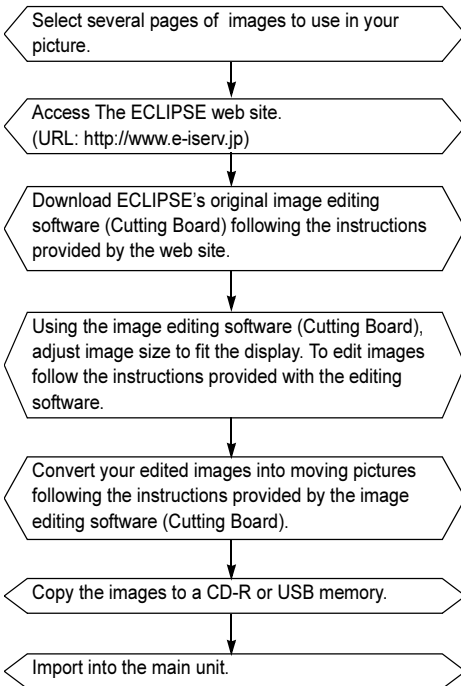 Select several pages of  images to use in your
picture.
Access The ECLIPSE web site.
(URL: http://www.e-iserv.jp)
Download ECLIPSE's original image editing
software (Cutting Board) following the instructions
provided by the web site.
Using the image editing software (Cutting Board),
adjust image size to fit the display. To edit images
follow the instructions provided with the editing
software.
Convert your edited images into moving pictures
following the instructions provided by the image
editing software (Cutting Board).
Copy the images to a CD-R or USB memory.
Import into the main unit.